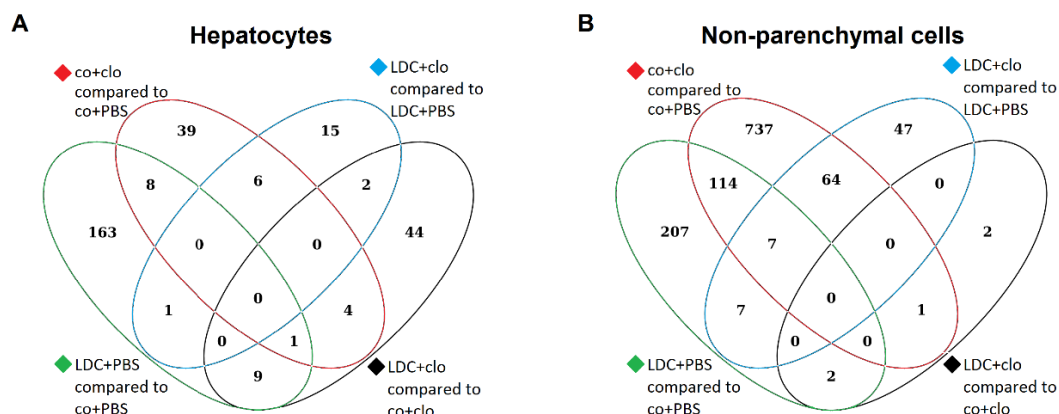 A
Hepatocytes
co+clo
compared to
co+PBS
LDC+clo
compared to
LDC+PBS
39
15
8
6
2
163
0
0
44
1
0
4
0
1
9
LDC+PBS
compared to
co+PBS
LDC+clo
compared to
co+clo
B
Non-parenchymal cells
co+clo
compared to
co+PBS
LDC+clo
compared to
LDC+PBS
737
47
114
64
0
207
7
0
2
7
0
1
0
0
2
LDC+PBS
compared to
co+PBS
LDC+clo
compared to
co+clo